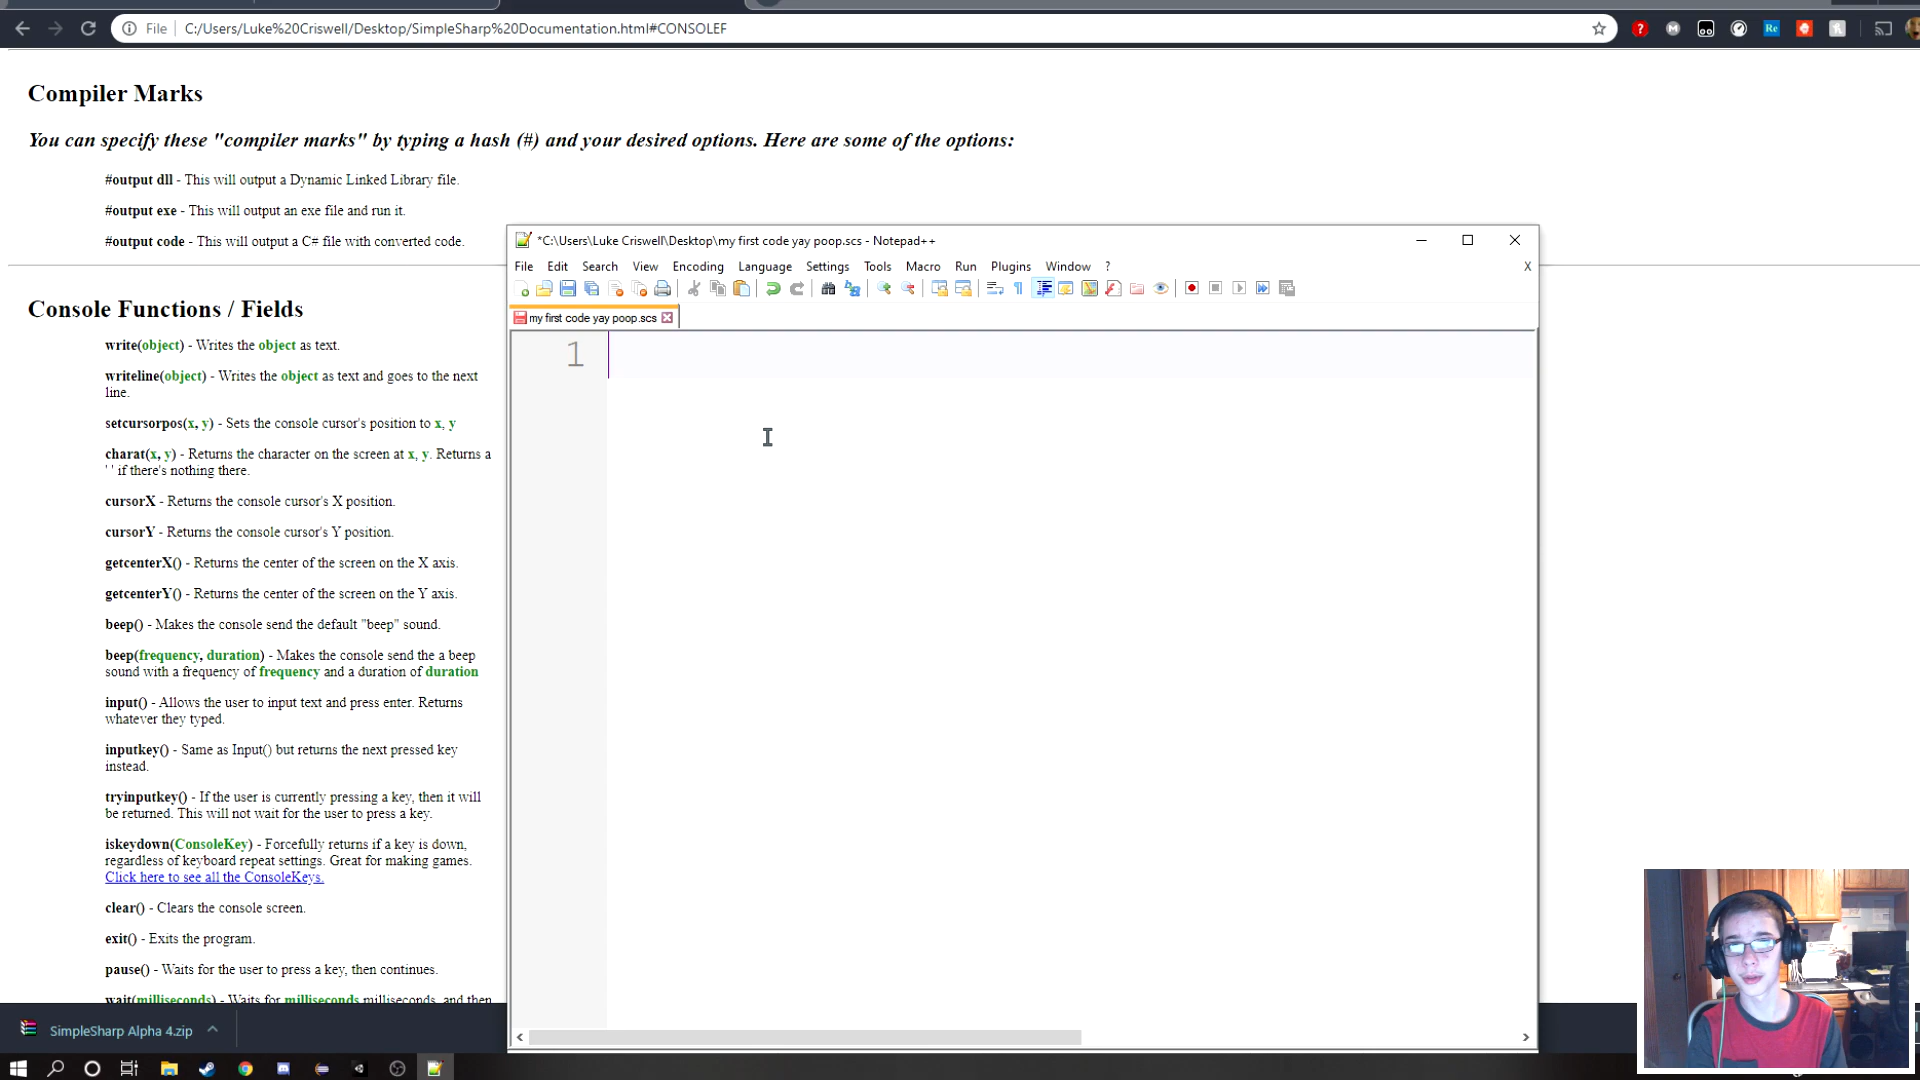 File C:/Users/Luke%20Criswell/Desktop/SimpleSharp%20Documentation.html#CONSOLEF
Compiler Marks
You can specify these "compiler marks" by typing a hash (#) and your desired options. Here are some of the options:
#output dll - This will output a Dynamic Linked Library file.
#output exe - This will output an exe file and run it.
#output code - This will output a C# file with converted code.
Console Functions / Fields
write(object) - Writes the object as text.
writeline(object) - Writes the object as text and goes to the next
line.
setcursorpos(x, y) - Sets the console cursor's position to x, y
charat(x, y) - Returns the character on the screen at x, y. Returns a
' ' if there's nothing there.
cursorX - Returns the console cursor's X position.
cursorY - Returns the console cursor's Y position.
getcenterX() - Returns the center of the screen on the X axis.
getcenterY() - Returns the center of the screen on the Y axis.
beep() - Makes the console send the default "beep" sound.
beep(frequency, duration) - Makes the console send the a beep
sound with a frequency of frequency and a duration of duration
input() - Allows the user to input text and press enter. Returns
whatever they typed.
inputkey() - Same as Input() but returns the next pressed key
instead.
tryinputkey() - If the user is currently pressing a key, then it will
be returned. This will not wait for the user to press a key.
iskeydown(ConsoleKey) - Forcefully returns if a key is down,
regardless of keyboard repeat settings. Great for making games.
Click here to see all the ConsoleKeys.
clear() - Clears the console screen.
exit() - Exits the program.
pause() - Waits for the user to press a key, then continues.
wait(milliseconds) - Waits for milliseconds milliseconds, and then
*C:\Users\Luke Criswell\Desktop\my first code yay poop.scs - Notepad++
File Edit Search View Encoding Language Settings Tools Macro Run Plugins Window ? X
my first code yay poop.scs
1
SimpleSharp Alpha 4.zip